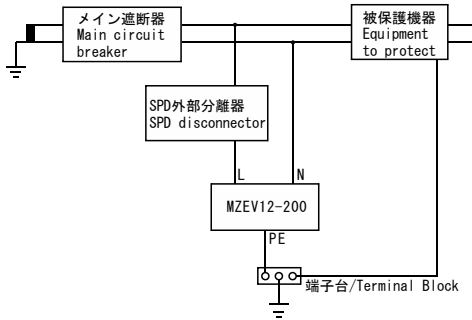 メイン遮断器
Main circuit
breaker
被保護機器
Equipment
to protect
SPD外部分離器
SPD disconnector
L
N
MZEV12-200
PE
端子台/Terminal Block